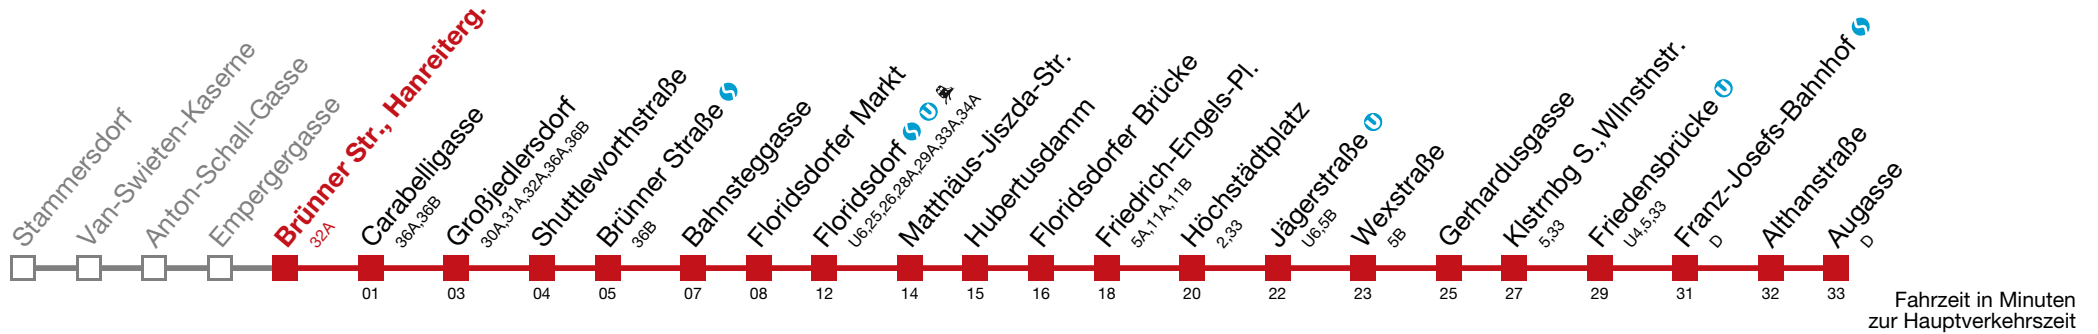 Stammersdorf
Van-Swieten-Kaserne
Anton-Schall-Gasse
Empergergasse
Brünner Str., Hanreiterg.
32A
Carabelligasse
36A,36B
01
Großjedlersdorf
30A,31A,32A,36A,36B
03
Shuttleworthstraße
04
Brünner Straße
36B
05
Bahnsteggasse
07
Floridsdorfer Markt
08
Floridsdorf U
U6,25,26,28A,29A,33A,34A
12
Matthäus-Jiszda-Str.
14
Hubertusdamm
15
Floridsdorfer Brücke
16
Friedrich-Engels-Pl.
5A,11A,11B
18
Höchstädtplatz
2,33
20
Jägerstraße U
U6,5B
22
Wexstraße
5B
23
Gerhardusgasse
25
Klstrnbg S.,Wllnstnstr.
5,33
27
Friedensbrücke U
U4,5,33
29
Franz-Josefs-Bahnhof
D
31
Althanstraße
32
Augasse
D
33
Fahrzeit in Minuten
zur Hauptverkehrszeit